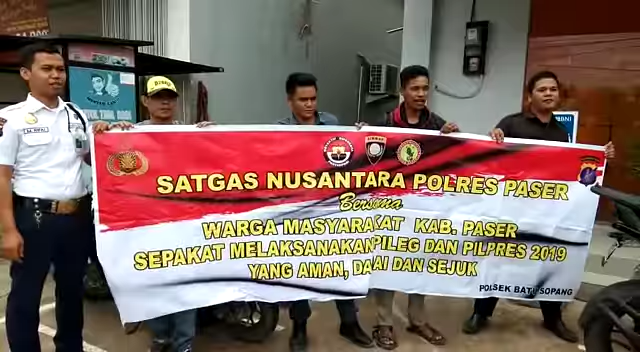 SATGAS NUSANTARA POLRES PASER
Bersama
WARGA MASYARAKAT KAB. PASER
SEPAKAT MELAKSANAKAN PILEG DAN PILPRES 2019
YANG AMAN, DAMAI DAN SEJUK
POLSEK BATU SOPANG
BNI